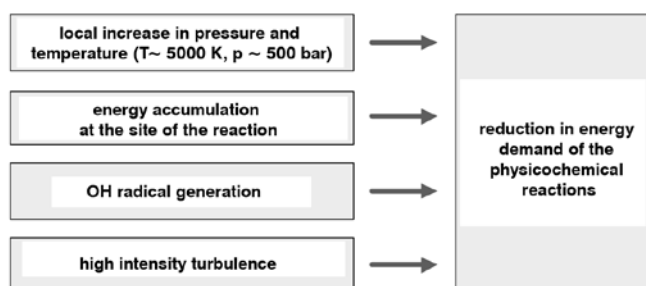 local increase in pressure and
temperature (T~ 5000 K, p ~ 500 bar)
energy accumulation
at the site of the reaction
OH radical generation
high intensity turbulence
reduction in energy
demand of the
physicochemical
reactions